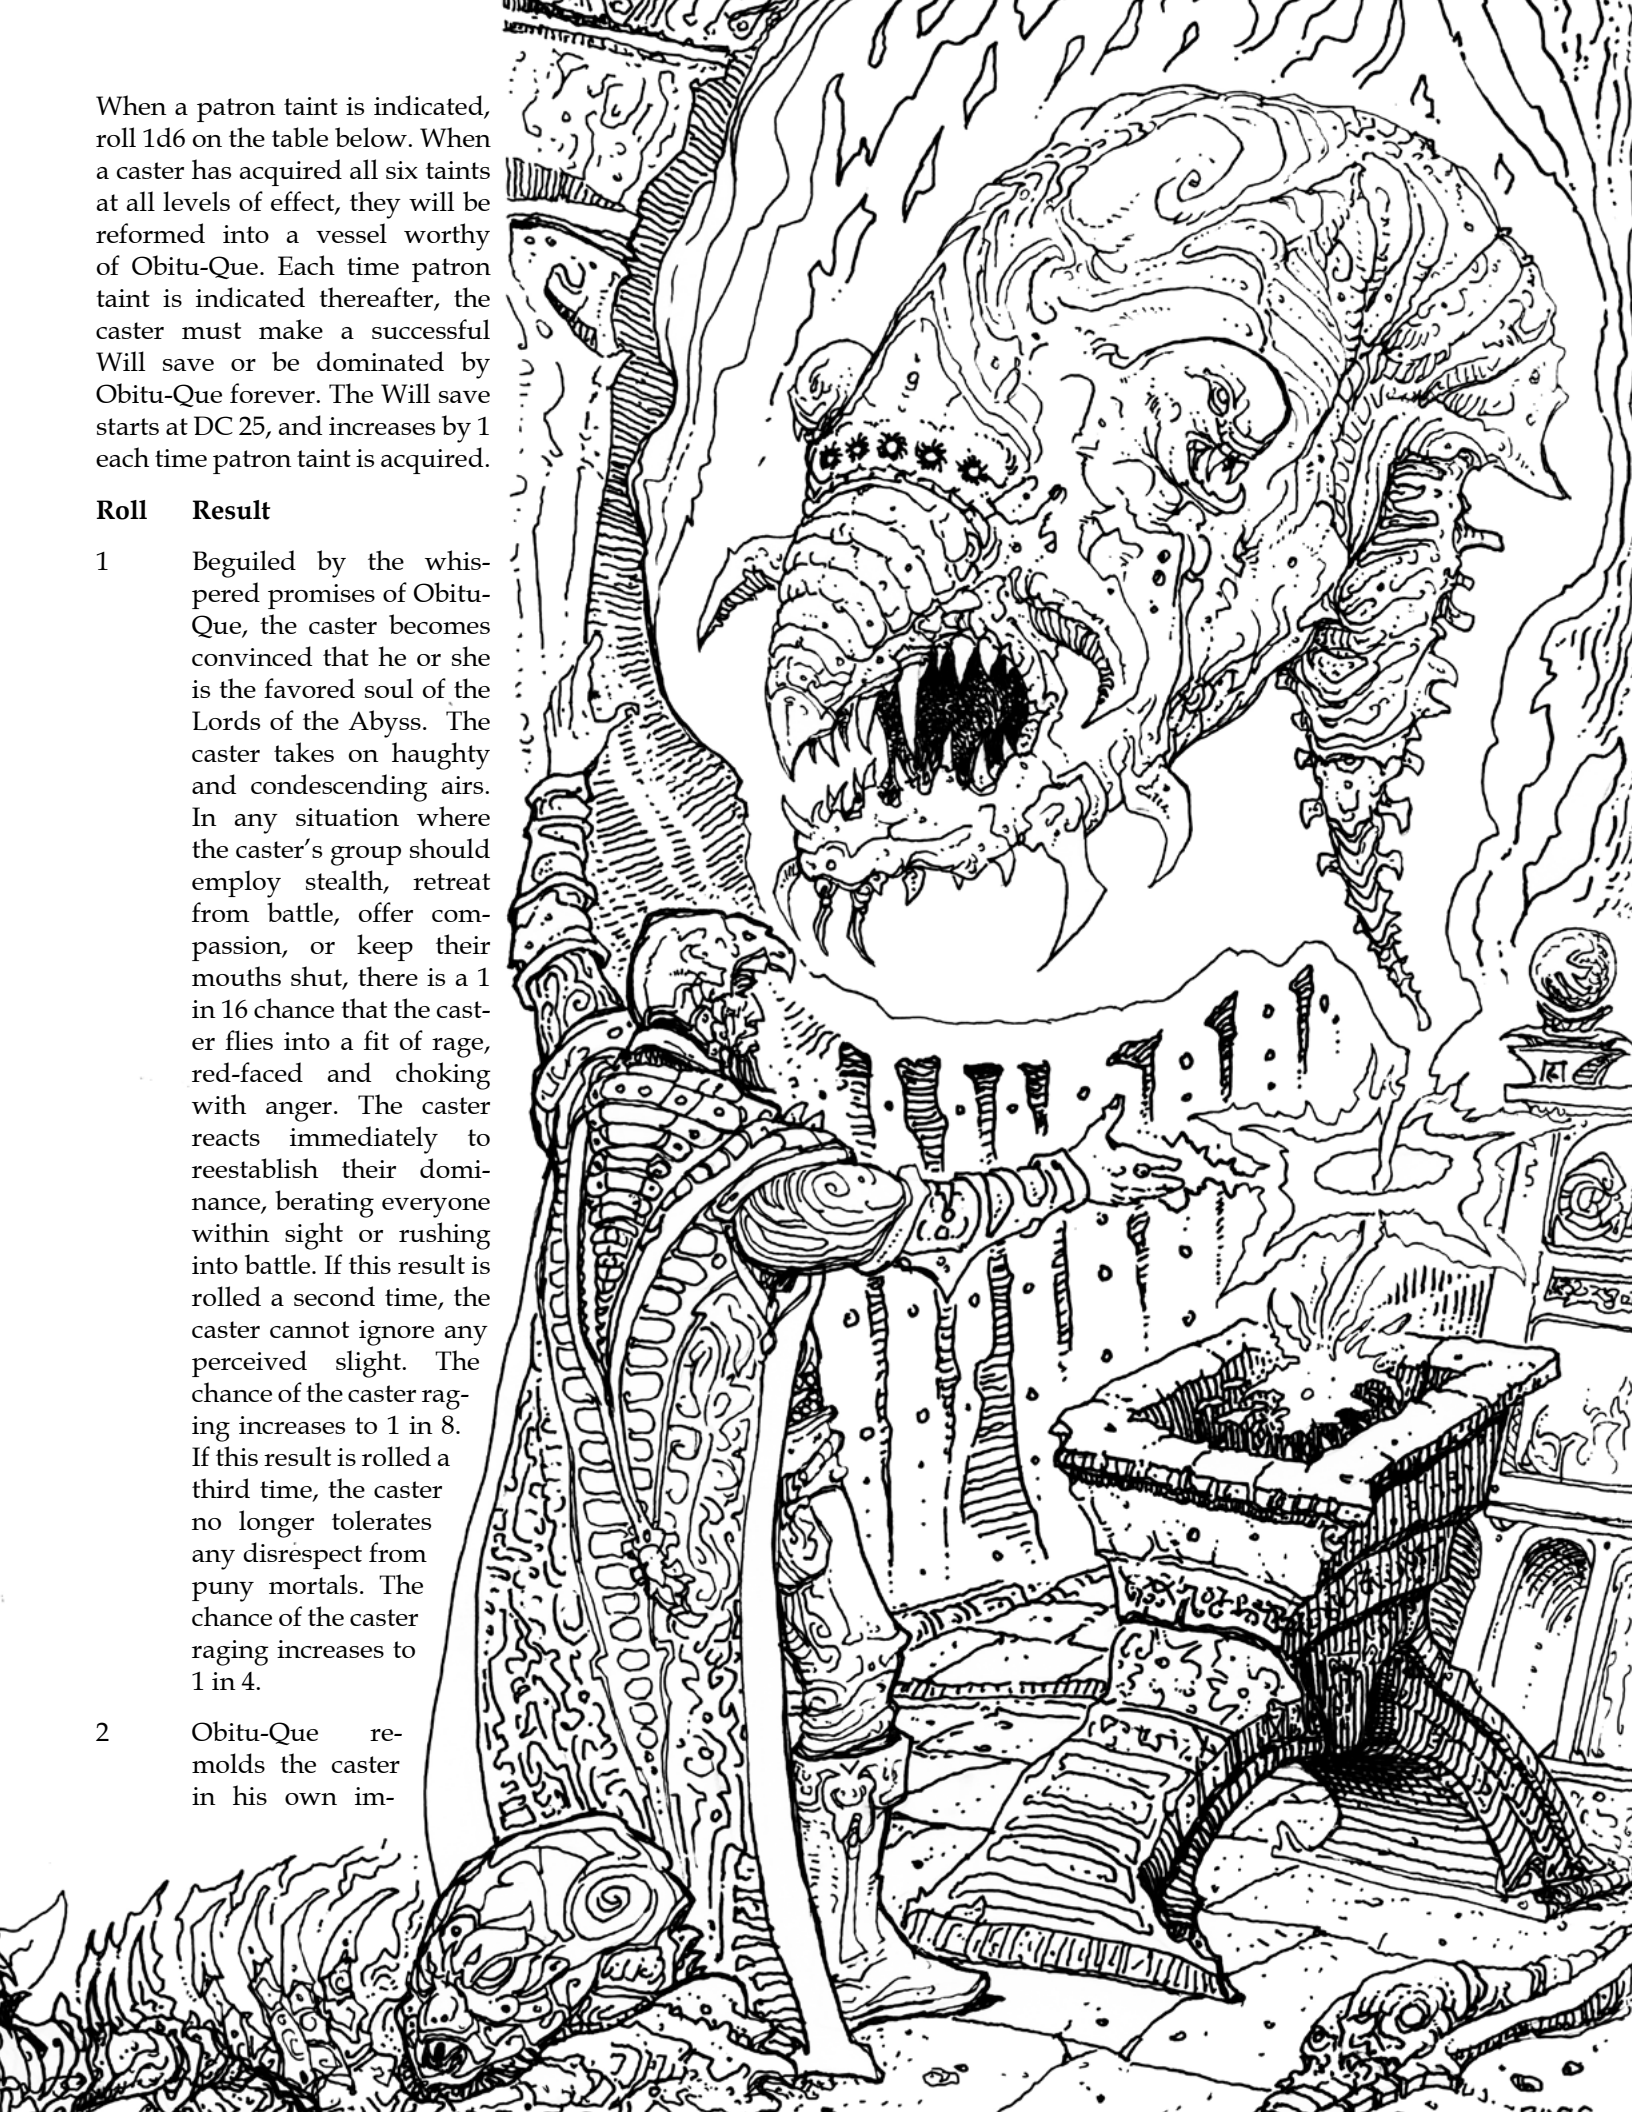 When a patron taint is indicated,
roll 1d6 on the table below. When
a caster has acquired all six taints
at all levels of effect, they will be
reformed into a vessel worthy
of Obitu-Que. Each time patron
taint is indicated thereafter, the
caster must make a successful
Will save or be dominated by
Obitu-Que forever. The Will save
starts at DC 25, and increases by 1
each time patron taint is acquired.
Roll Result
1 Beguiled by the whis-
pered promises of Obitu-
Que, the caster becomes
convinced that he or she
is the favored soul of the
Lords of the Abyss. The
caster takes on haughty
and condescending airs.
In any situation where
the caster’s group should
employ stealth, retreat
from battle, offer com-
passion, or keep their
mouths shut, there is a 1
in 16 chance that the cast-
er flies into a fit of rage,
red-faced and choking
with anger. The caster
reacts immediately to
reestablish their domi-
nance, berating everyone
within sight or rushing
into battle. If this result is
rolled a second time, the
caster cannot ignore any
perceived slight. The
chance of the caster rag-
ing increases to 1 in 8.
If this result is rolled a
third time, the caster
no longer tolerates
any disrespect from
puny mortals. The
chance of the caster
raging increases to
1 in 4.
2 Obitu-Que re-
molds the caster
in his own im-